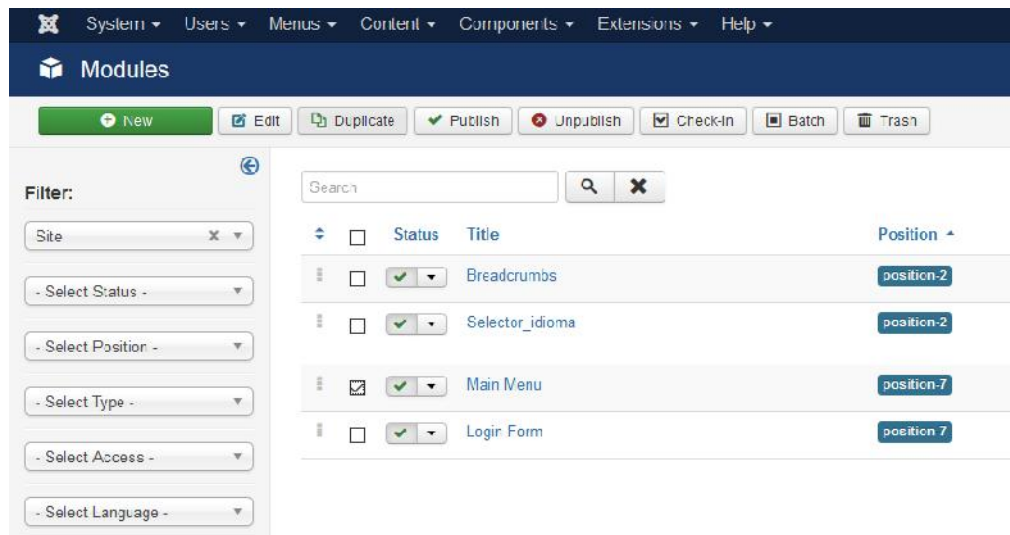 System Users Menus Content Components Extensions Help
Modules
New Edit Duplicate Publish Unpublish Check-in Batch Trash
Filter:
Search
Site
Status Title Position
- Select Status -
Breadcrumbs position-2
Selector_idioma position-2
- Select Position -
Main Menu position-7
- Select Type -
Login Form position 7
- Select Access -
- Select Language -